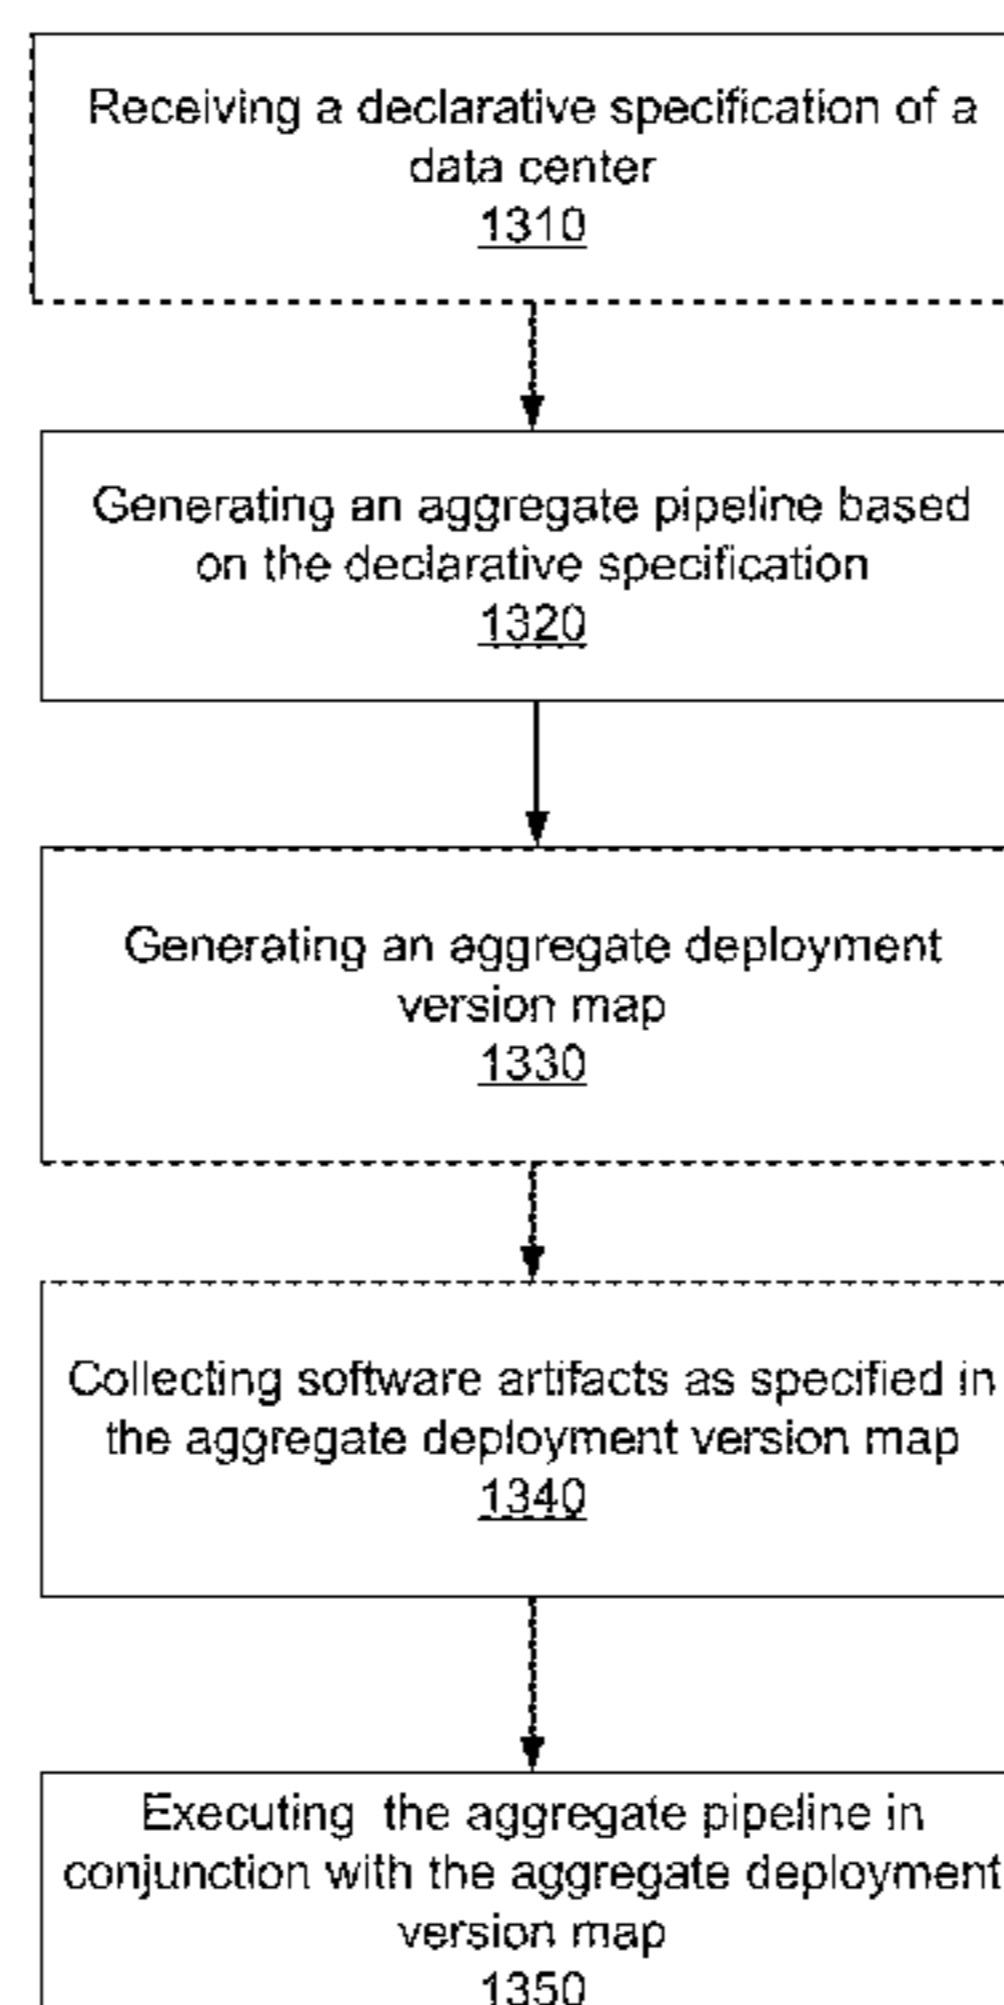 Receiving a declarative specification of a
data center
1310
Generating an aggregate pipeline based
on the declarative specification
1320
Generating an aggregate deployment
version map
1330
Collecting software artifacts as specified in
the aggregate deployment version map
1340
Executing the aggregate pipeline in
conjunction with the aggregate deployment
version map
1350